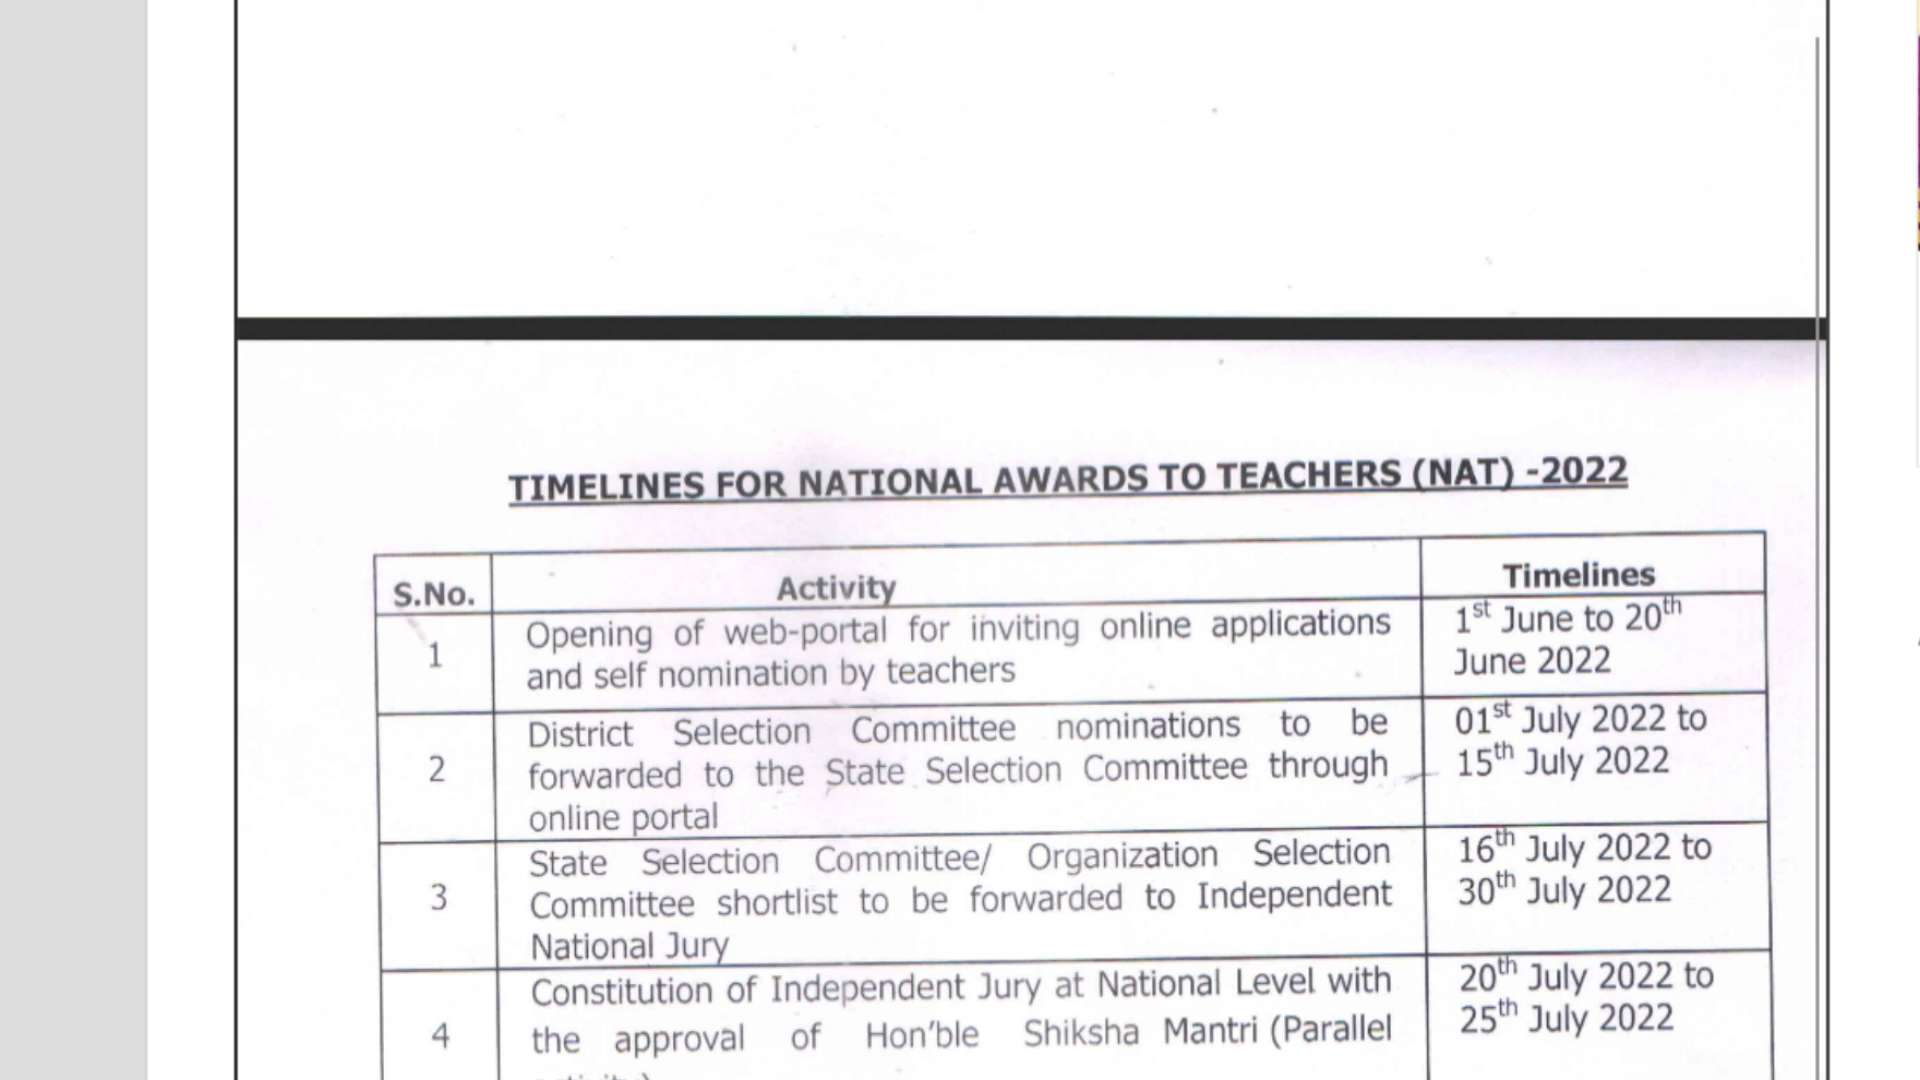 TIMELINES FOR NATIONAL AWARDS TO TEACHERS (NAT) -2022
S.No. Activity Timelines
1 Opening of web-portal for inviting online applications
and self nomination by teachers
1st June to 20th
June 2022
2 District Selection Committee nominations to be
forwarded to the State Selection Committee through
online portal
01st July 2022 to
15th July 2022
3 State Selection Committee/ Organization Selection
Committee shortlist to be forwarded to Independent
National Jury
16th July 2022 to
30th July 2022
4 Constitution of Independent Jury at National Level with
the approval of Hon'ble Shiksha Mantri (Parallel
20th July 2022 to
25th July 2022